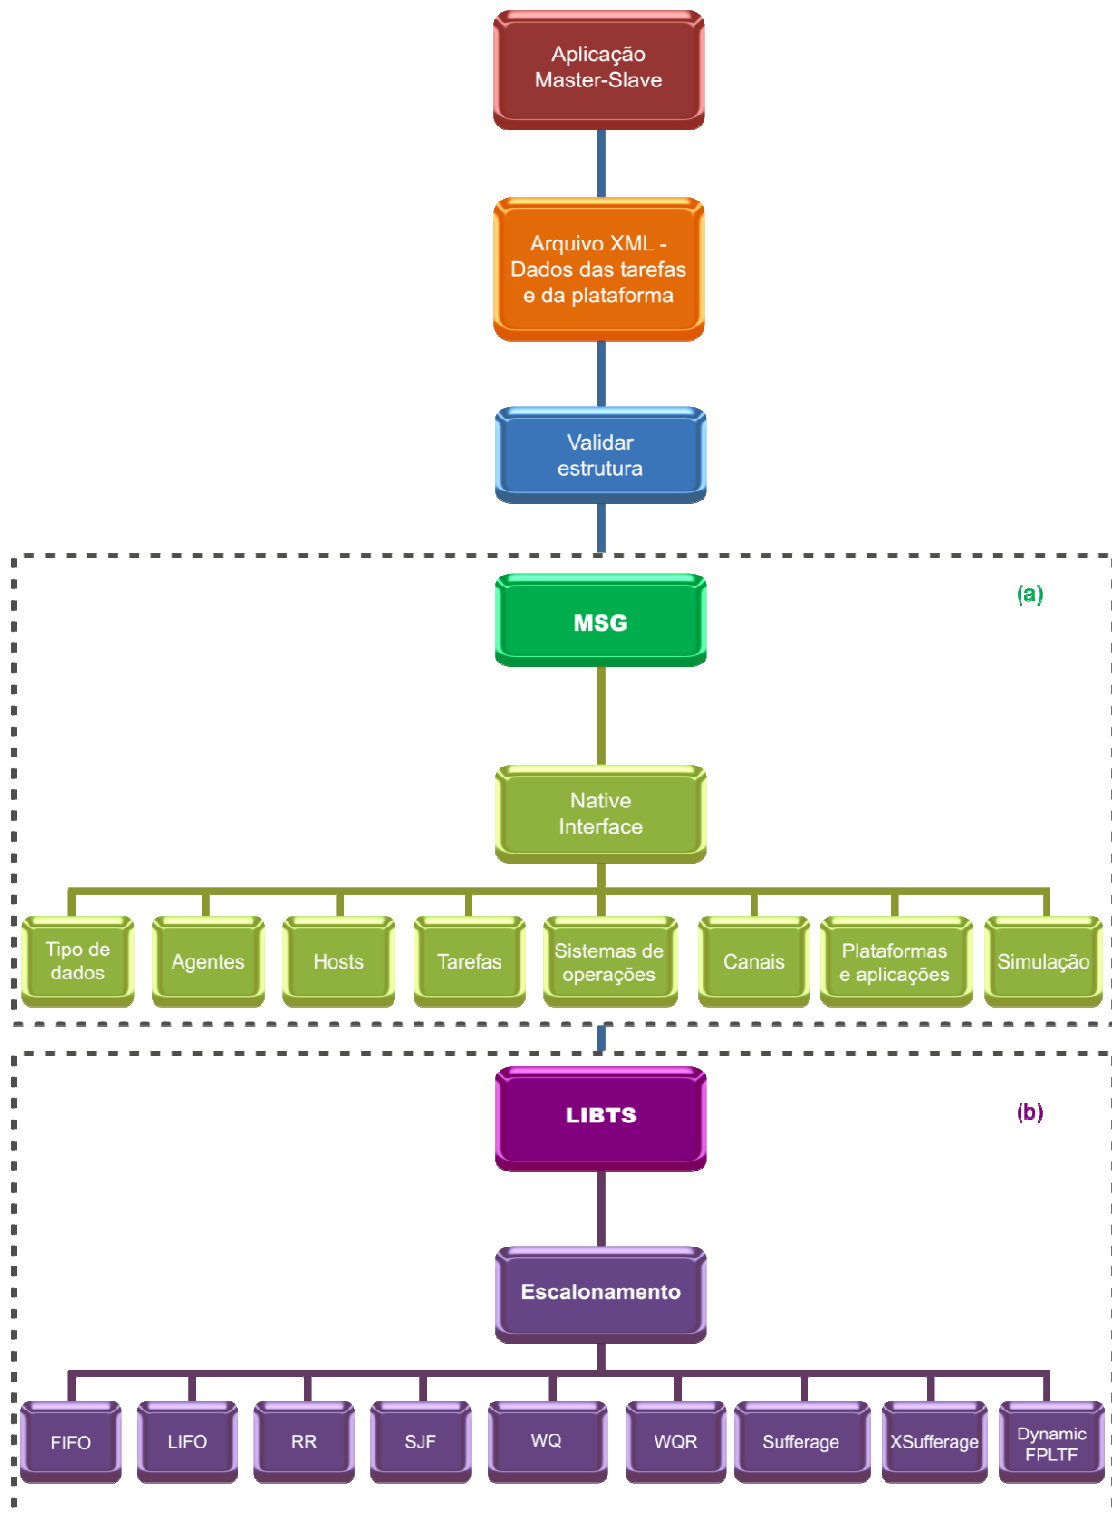 Aplicação
Master-Slave
Arquivo XML -
Dados das tarefas
e da plataforma
Validar
estrutura
(a)
MSG
Native
Interface
Tipo de
dados
Agentes
Hosts
Tarefas
Sistemas de
operações
Canais
Plataformas
e aplicações
Simulação
(b)
LIBTS
Escalonamento
FIFO
LIFO
RR
SJF
WQ
WQR
Sufferage
XSufferage
Dynamic
FPLTF